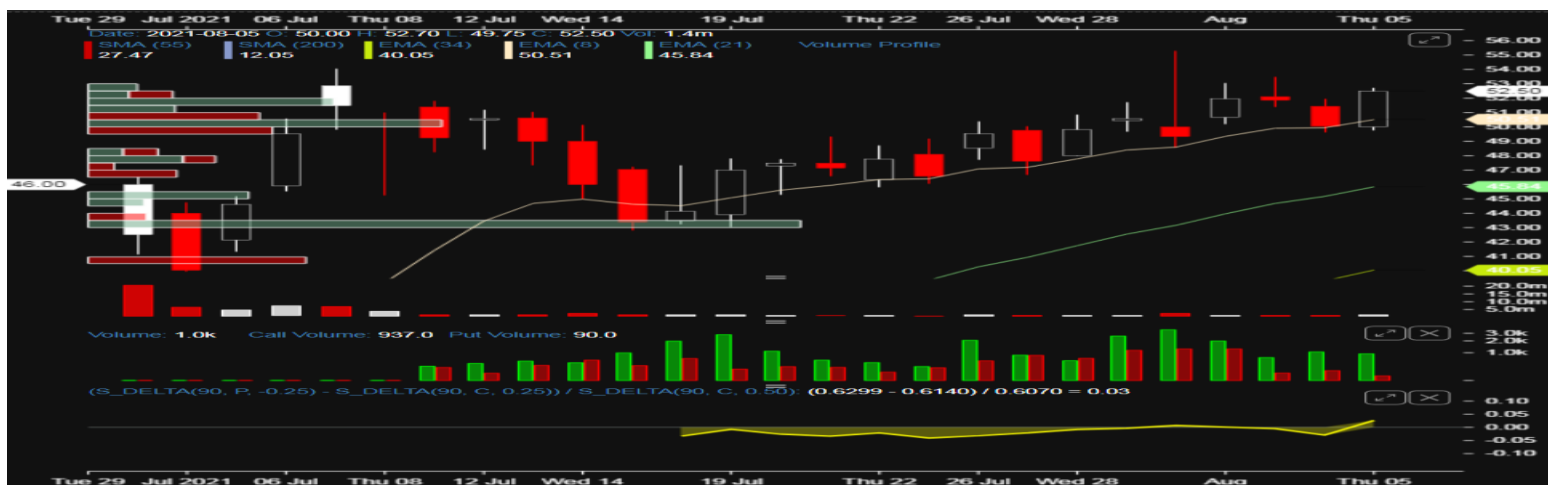 Tue 29 Jul 2021 06 Jul Thu 08 12 Jul Wed 14 19 Jul Thu 22 26 Jul Wed 28 Aug Thu 05
Date: 2021-08-05 O: 50.00 H: 52.70 L: 49.75 C: 52.50 Vol: 1.4m
SMA (55) SMA (200) EMA (34) EMA (8) EMA (21) Volume Profile
27.47 12.05 40.05 50.51 45.84
56.00
55.00
54.00
53.00
52.50
52.00
51.00
50.00
49.00
48.00
47.00
46.00
45.84
45.00
44.00
43.00
42.00
41.00
40.05
20.0m
15.0m
10.0m
5.0m
Volume: 1.0k Call Volume: 937.0 Put Volume: 90.0
3.0k
2.0k
1.0k
(S_DELTA(90, P, -0.25) - S_DELTA(90, C, 0.25)) / S_DELTA(90, C, 0.50): (0.6299 - 0.6140) / 0.6070 = 0.03
0.10
0.05
0.00
-0.05
-0.10
Tue 29 Jul 2021 06 Jul Thu 08 12 Jul Wed 14 19 Jul Thu 22 26 Jul Wed 28 Aug Thu 05